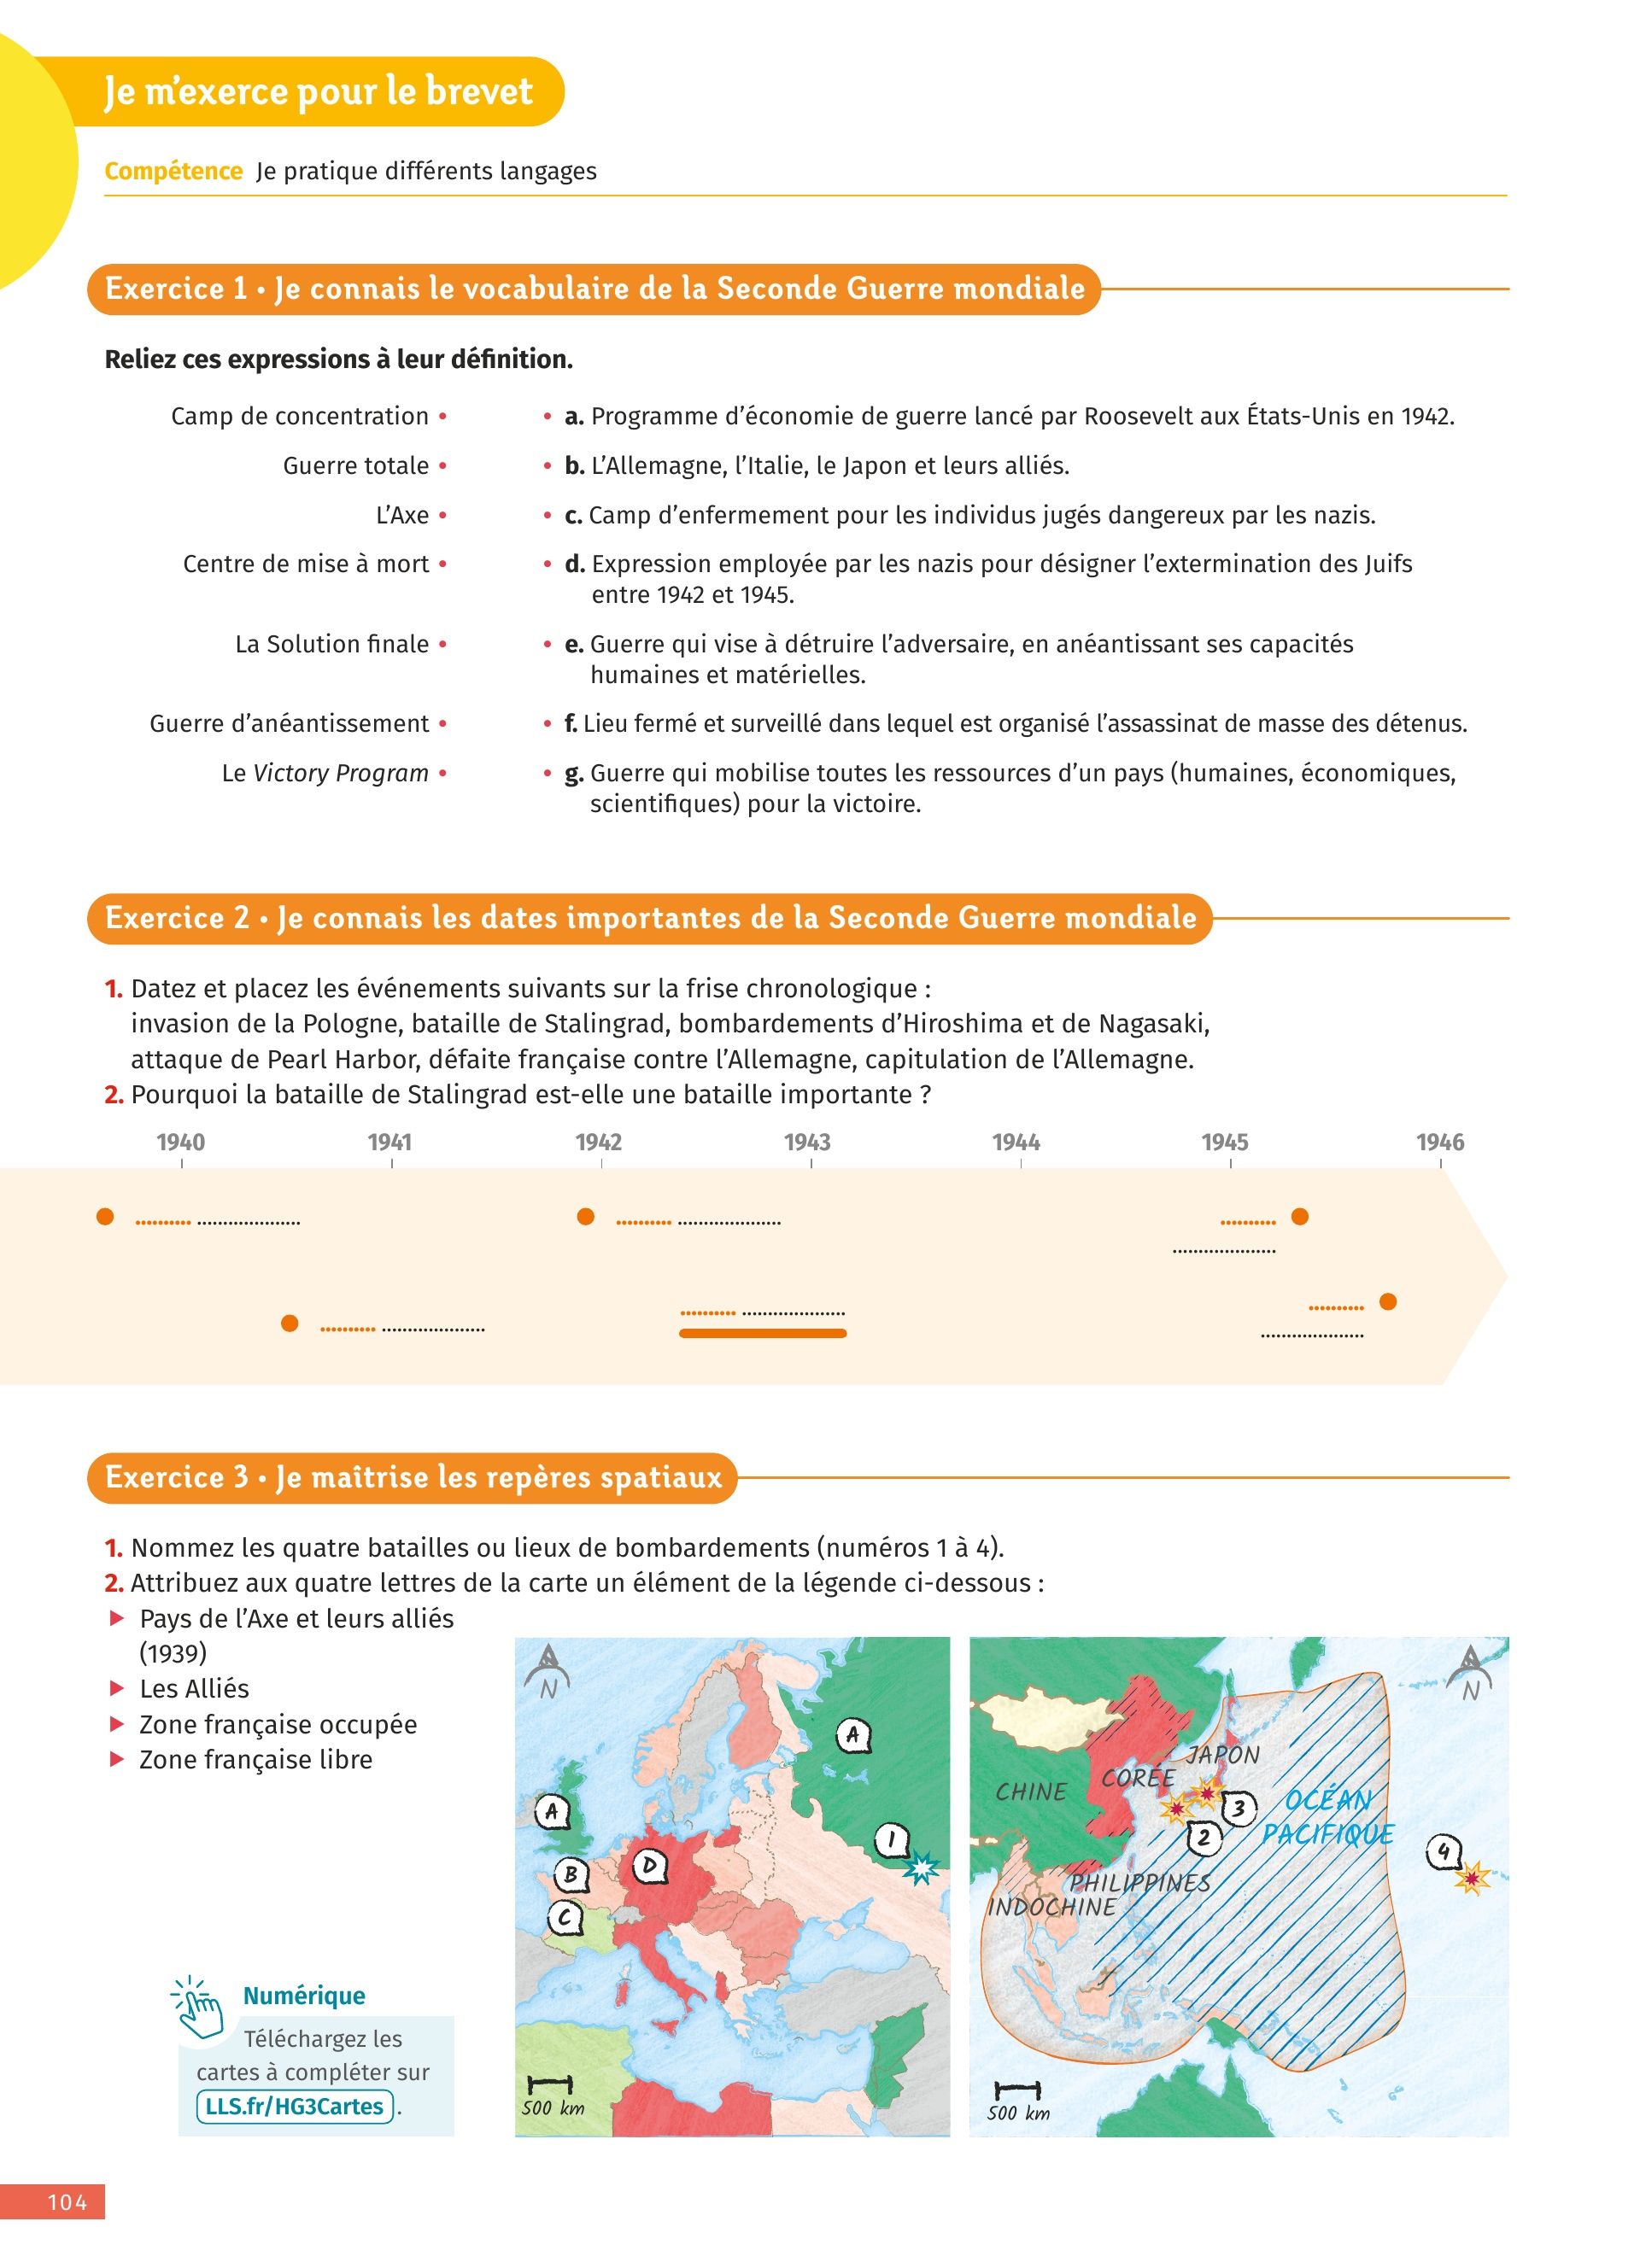 Je m'exerce pour le brevet
Compétence Je pratique différents langages
Exercice 1 • Je connais le vocabulaire de la Seconde Guerre mondiale
Reliez ces expressions à leur définition.
Camp de concentration • • a. Programme d'économie de guerre lancé par Roosevelt aux États-Unis en 1942.
Guerre totale • • b. L'Allemagne, l'Italie, le Japon et leurs alliés.
L'Axe • • c. Camp d'enfermement pour les individus jugés dangereux par les nazis.
Centre de mise à mort • • d. Expression employée par les nazis pour désigner l'extermination des Juifs
entre 1942 et 1945.
La Solution finale • • e. Guerre qui vise à détruire l'adversaire, en anéantissant ses capacités
humaines et matérielles.
Guerre d'anéantissement • • f. Lieu fermé et surveillé dans lequel est organisé l'assassinat de masse des détenus.
Le Victory Program • • g. Guerre qui mobilise toutes les ressources d'un pays (humaines, économiques,
scientifiques) pour la victoire.
Exercice 2 • Je connais les dates importantes de la Seconde Guerre mondiale
1. Datez et placez les événements suivants sur la frise chronologique :
invasion de la Pologne, bataille de Stalingrad, bombardements d'Hiroshima et de Nagasaki,
attaque de Pearl Harbor, défaite française contre l'Allemagne, capitulation de l'Allemagne.
2. Pourquoi la bataille de Stalingrad est-elle une bataille importante ?
1940 1941 1942 1943 1944 1945 1946
Exercice 3 • Je maîtrise les repères spatiaux
1. Nommez les quatre batailles ou lieux de bombardements (numéros 1 à 4).
2. Attribuez aux quatre lettres de la carte un élément de la légende ci-dessous :
Pays de l'Axe et leurs alliés
(1939)
Les Alliés
Zone française occupée
Zone française libre
N
A
A
1
B
D
C
500 km
N
JAPON
CORÉE
CHINE
3
OCÉAN
PACIFIQUE
2
4
PHILIPPINES
INDOCHINE
500 km
Numérique
Téléchargez les
cartes à compléter sur
LLS.fr/HG3Cartes .
104